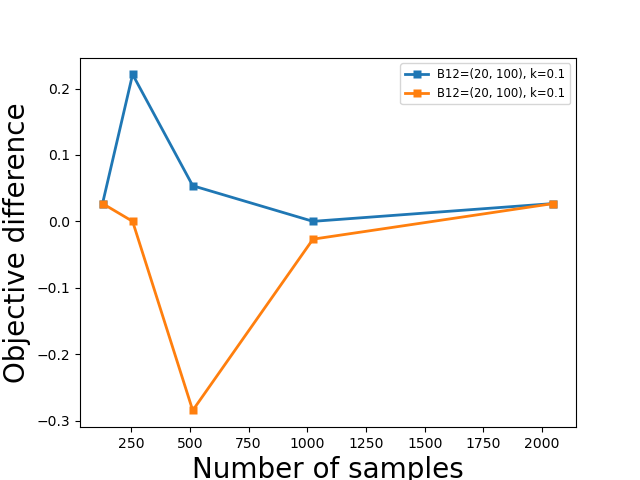 B12=(20, 100), k=0.1
B12=(20, 100), k=0.1
Objective difference
0.2
0.1
0.0
−0.1
−0.2
−0.3
250 500 750 1000 1250 1500 1750 2000
Number of samples